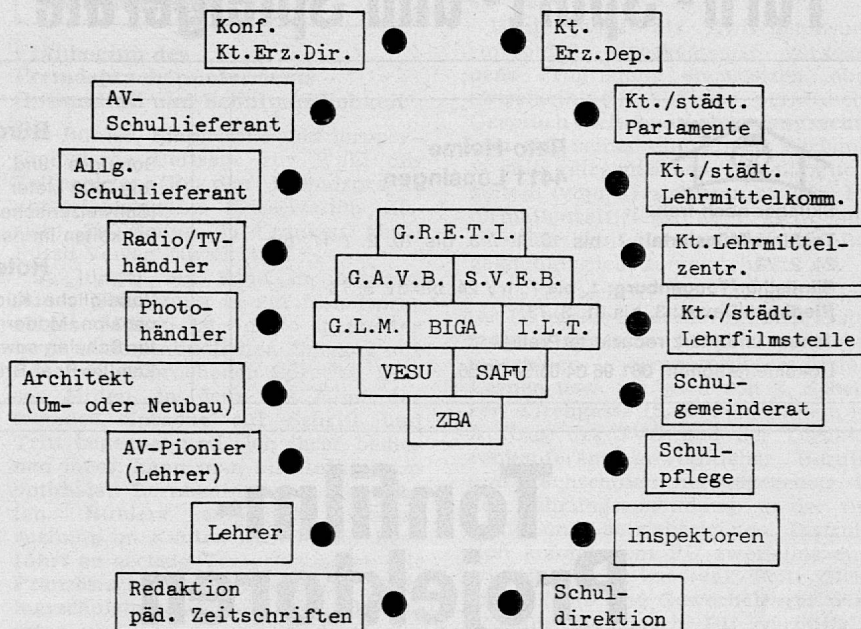 Konf.
Kt.Erz.Dir.
Kt.
Erz.Dep.
AV-
Schullieferant
Kt./städt.
Parlamente
Allg.
Schullieferant
Kt./städt.
Lehrmittelkomm.
Radio/TV-
händler
Kt.Lehrmittel
zentr.
Photo-
händler
Kt./städt.
Lehrfilmstelle
Architekt
(Um- oder Neubau)
Schul-
gemeinderat
AV-Pionier
(Lehrer)
Schul-
pflege
Lehrer
Inspektoren
Redaktion
päd. Zeitschriften
Schul-
direktion
G.R.E.T.I.
G.A.V.B. S.V.E.B.
G.L.M. BIGA I.L.T.
VESU SAFU
ZBA